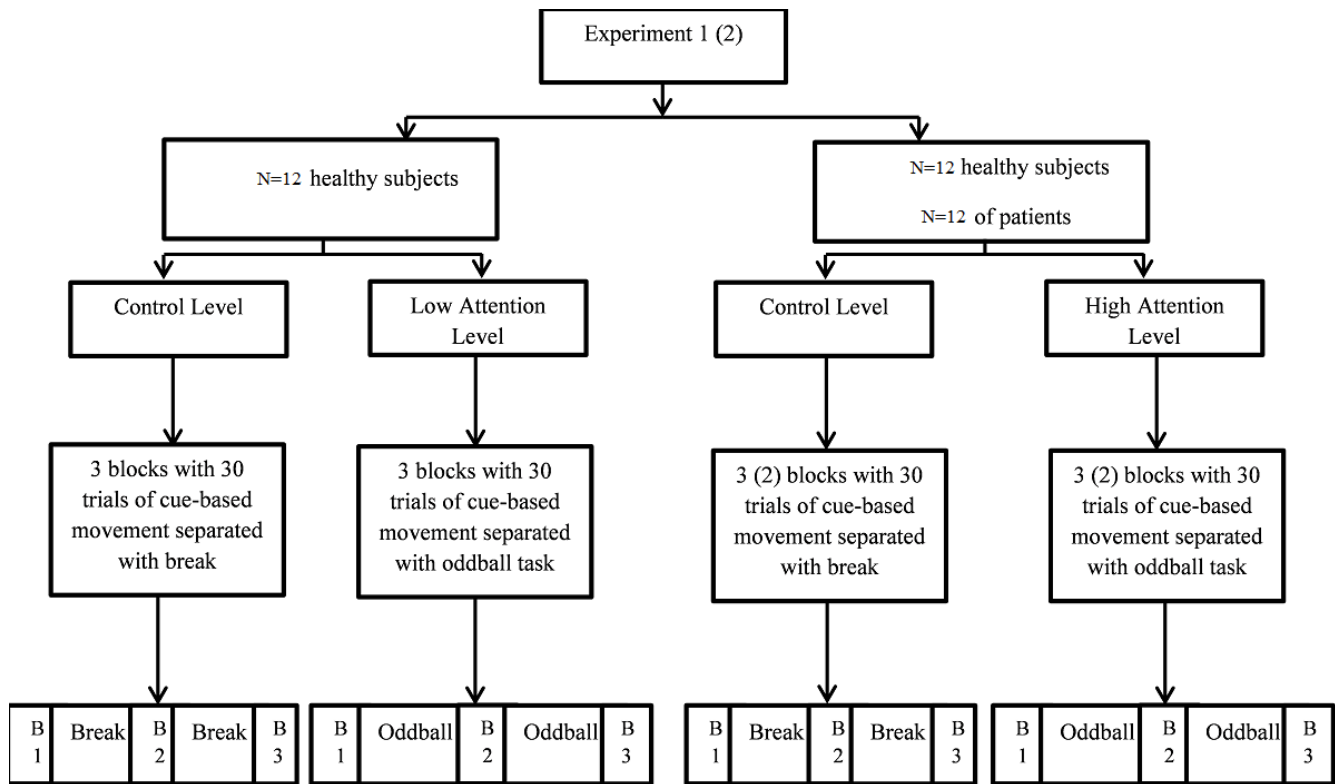 Experiment 1 (2)
N=12 healthy subjects
N=12 healthy subjects
N=12 of patients
Control Level
Low Attention
Level
Control Level
High Attention
Level
3 blocks with 30
trials of cue-based
movement separated
with break
3 blocks with 30
trials of cue-based
movement separated
with oddball task
3 (2) blocks with 30
trials of cue-based
movement separated
with break
3 (2) blocks with 30
trials of cue-based
movement separated
with oddball task
B
1
Break
B
2
Break
B
3
B
1
Oddball
B
2
Oddball
B
3
B
1
Break
B
2
Break
B
3
B
1
Oddball
B
2
Oddball
B
3